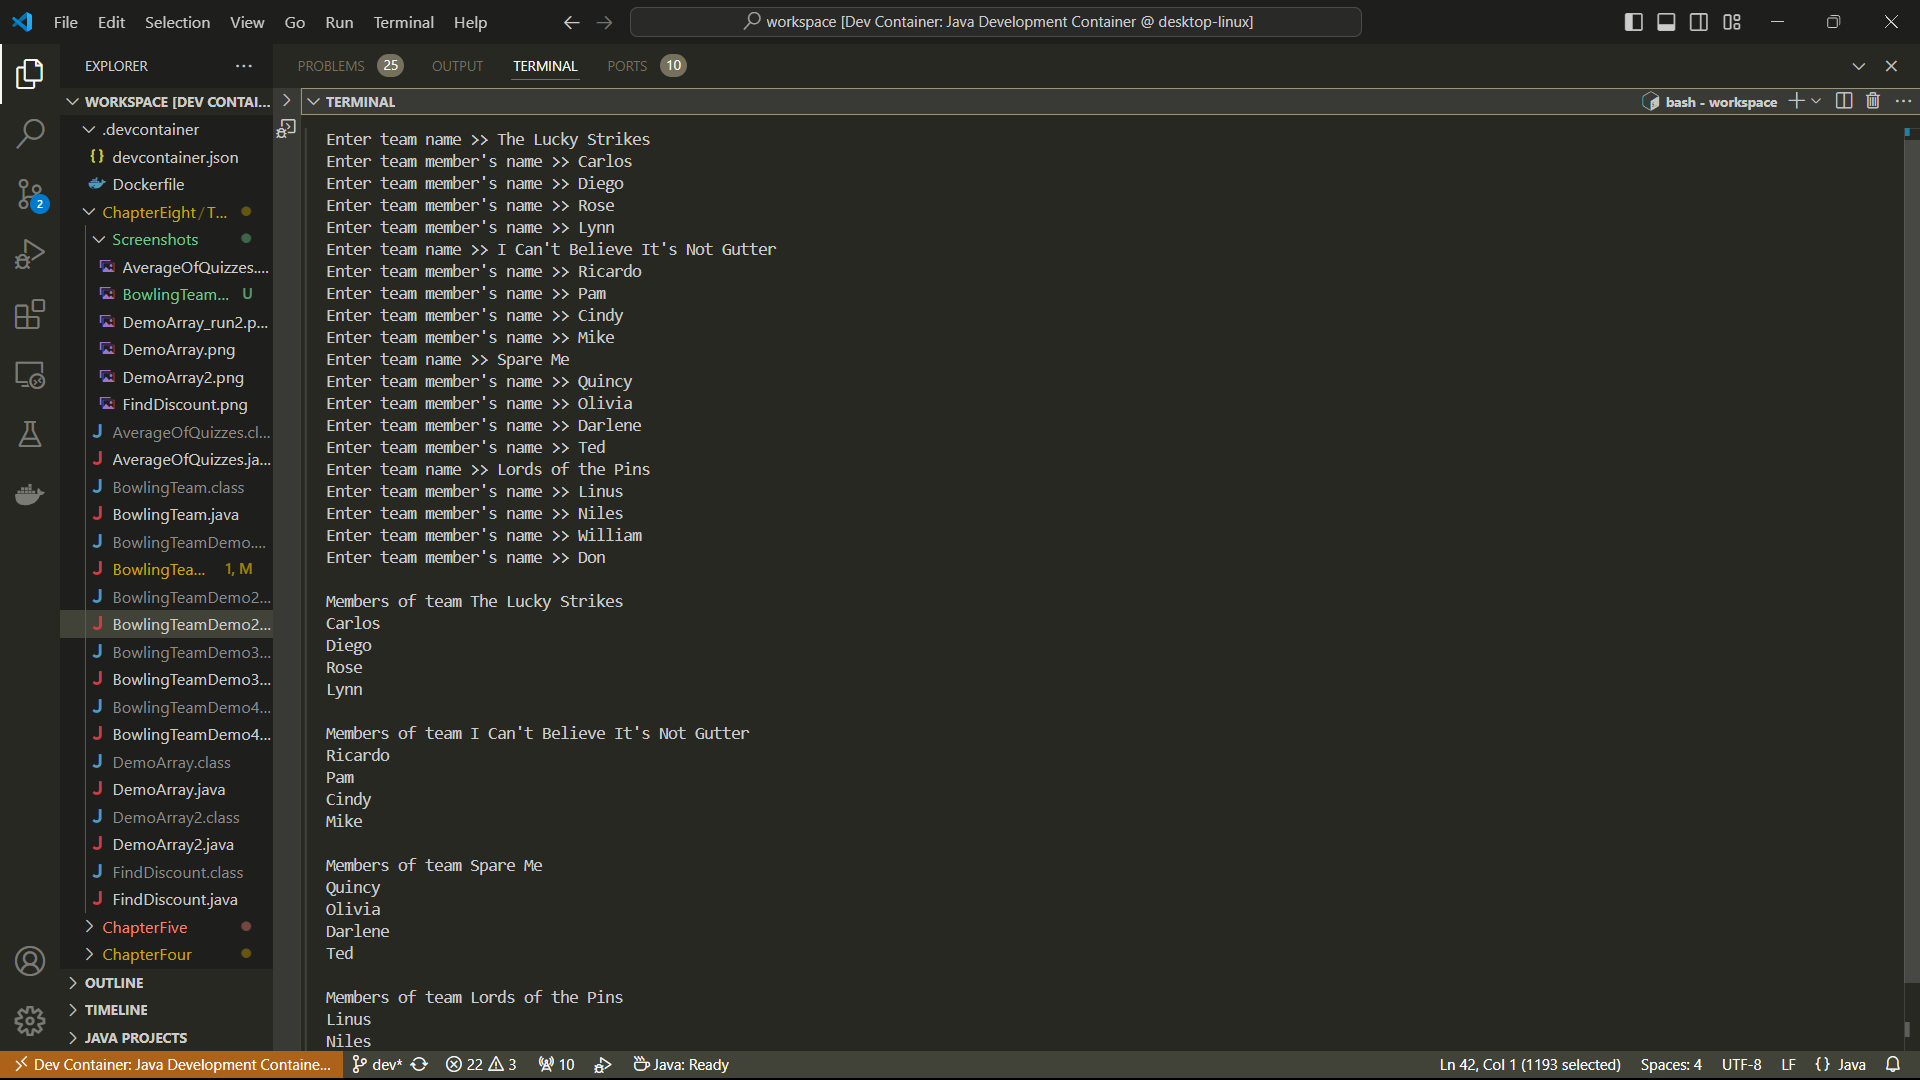 File Edit Selection View Go Run Terminal Help
workspace [Dev Container: Java Development Container @ desktop-linux]
EXPLORER
WORKSPACE [DEV CONTAI...
.devcontainer
devcontainer.json
Dockerfile
ChapterEight / T...
Screenshots
AverageOfQuizzes....
BowlingTeam... U
DemoArray_run2.p...
DemoArray.png
DemoArray2.png
FindDiscount.png
AverageOfQuizzes.cl...
AverageOfQuizzes.ja...
BowlingTeam.class
BowlingTeam.java
BowlingTeamDemo....
BowlingTea... 1, M
BowlingTeamDemo2...
BowlingTeamDemo2...
BowlingTeamDemo3...
BowlingTeamDemo3...
BowlingTeamDemo4...
BowlingTeamDemo4...
DemoArray.class
DemoArray.java
DemoArray2.class
DemoArray2.java
FindDiscount.class
FindDiscount.java
ChapterFive
ChapterFour
OUTLINE
TIMELINE
JAVA PROJECTS
2
PROBLEMS 25 OUTPUT TERMINAL PORTS 10
TERMINAL
bash - workspace
Enter team name >> The Lucky Strikes
Enter team member's name >> Carlos
Enter team member's name >> Diego
Enter team member's name >> Rose
Enter team member's name >> Lynn
Enter team name >> I Can't Believe It's Not Gutter
Enter team member's name >> Ricardo
Enter team member's name >> Pam
Enter team member's name >> Cindy
Enter team member's name >> Mike
Enter team name >> Spare Me
Enter team member's name >> Quincy
Enter team member's name >> Olivia
Enter team member's name >> Darlene
Enter team member's name >> Ted
Enter team name >> Lords of the Pins
Enter team member's name >> Linus
Enter team member's name >> Niles
Enter team member's name >> William
Enter team member's name >> Don
Members of team The Lucky Strikes
Carlos
Diego
Rose
Lynn
Members of team I Can't Believe It's Not Gutter
Ricardo
Pam
Cindy
Mike
Members of team Spare Me
Quincy
Olivia
Darlene
Ted
Members of team Lords of the Pins
Linus
Niles
Dev Container: Java Development Containe... dev* 22 3 10 Java: Ready Ln 42, Col 1 (1193 selected) Spaces: 4 UTF-8 LF {} Java